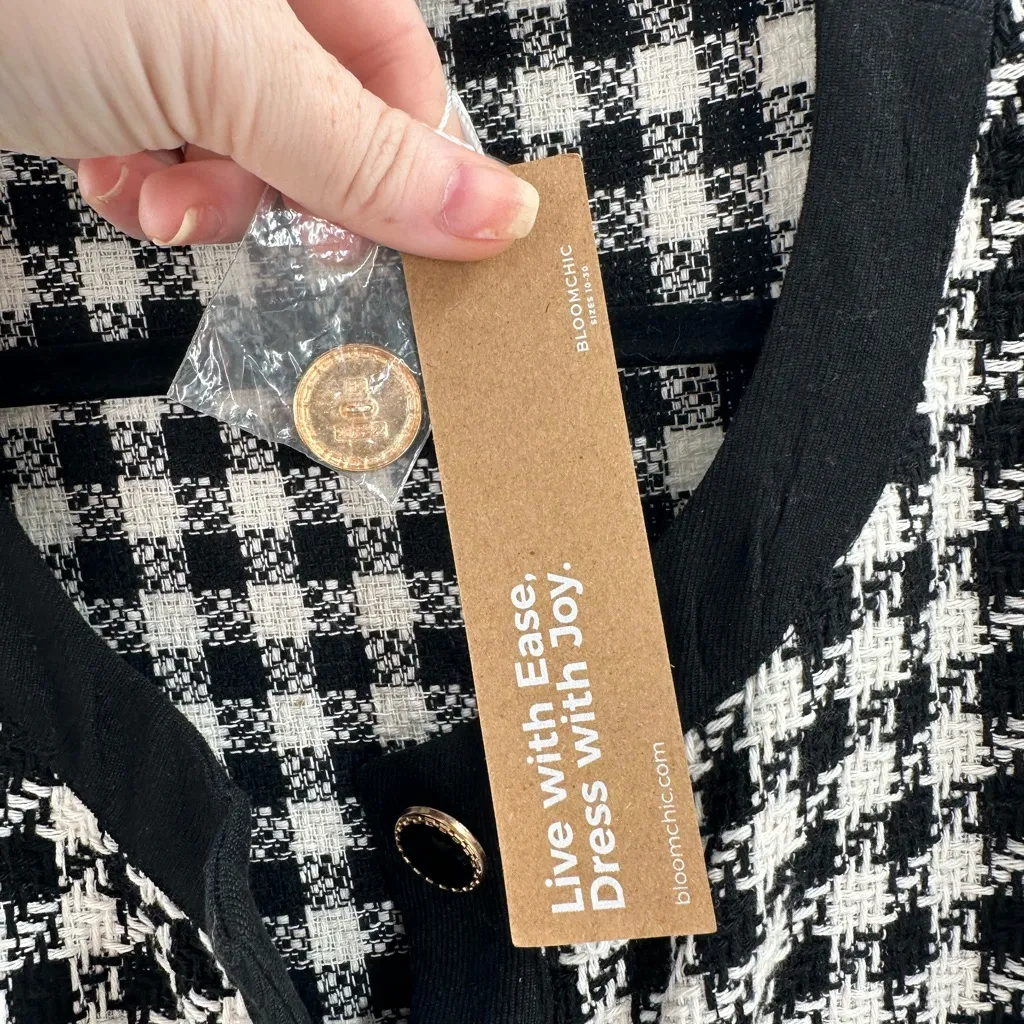 BLOOMCHIC
SIZES 10-30
Live with Ease,
Dress with Joy.
bloomchic.com